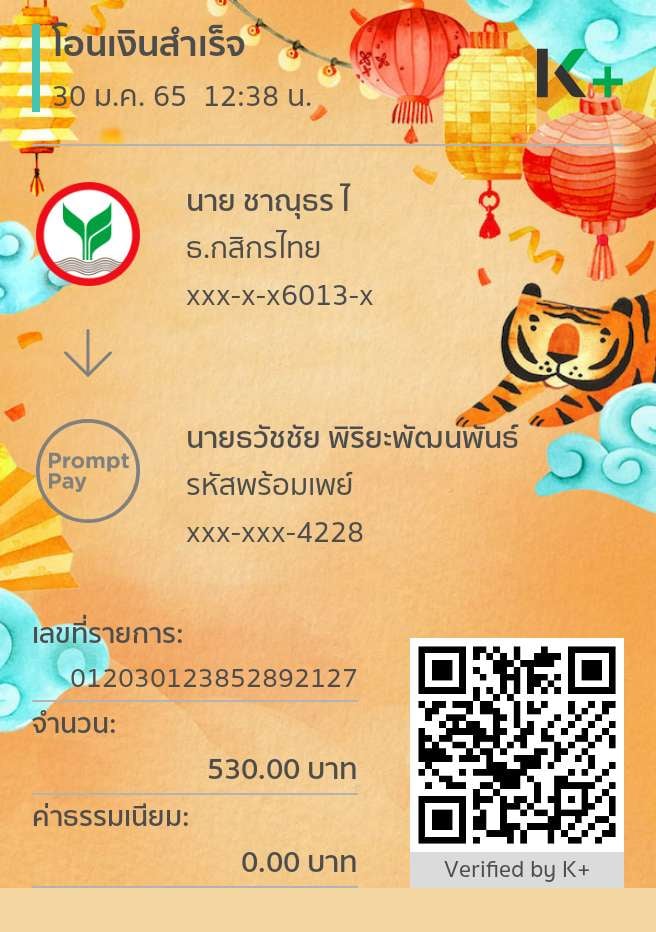 โอนเงินสำเร็จ
30 ม.ค. 65 12:38 น.
K+
นาย ชาณุธร ไ
ธ.กสิกรไทย
xxx-x-x6013-x
นายธวัชชัย พิริยะพัฒนพันธ์
Prompt
Pay
รหัสพร้อมเพย์
xxx-xxx-4228
เลขที่รายการ:
012030123852892127
จำนวน:
530.00 บาท
ค่าธรรมเนียม:
0.00 บาท
Verified by K+